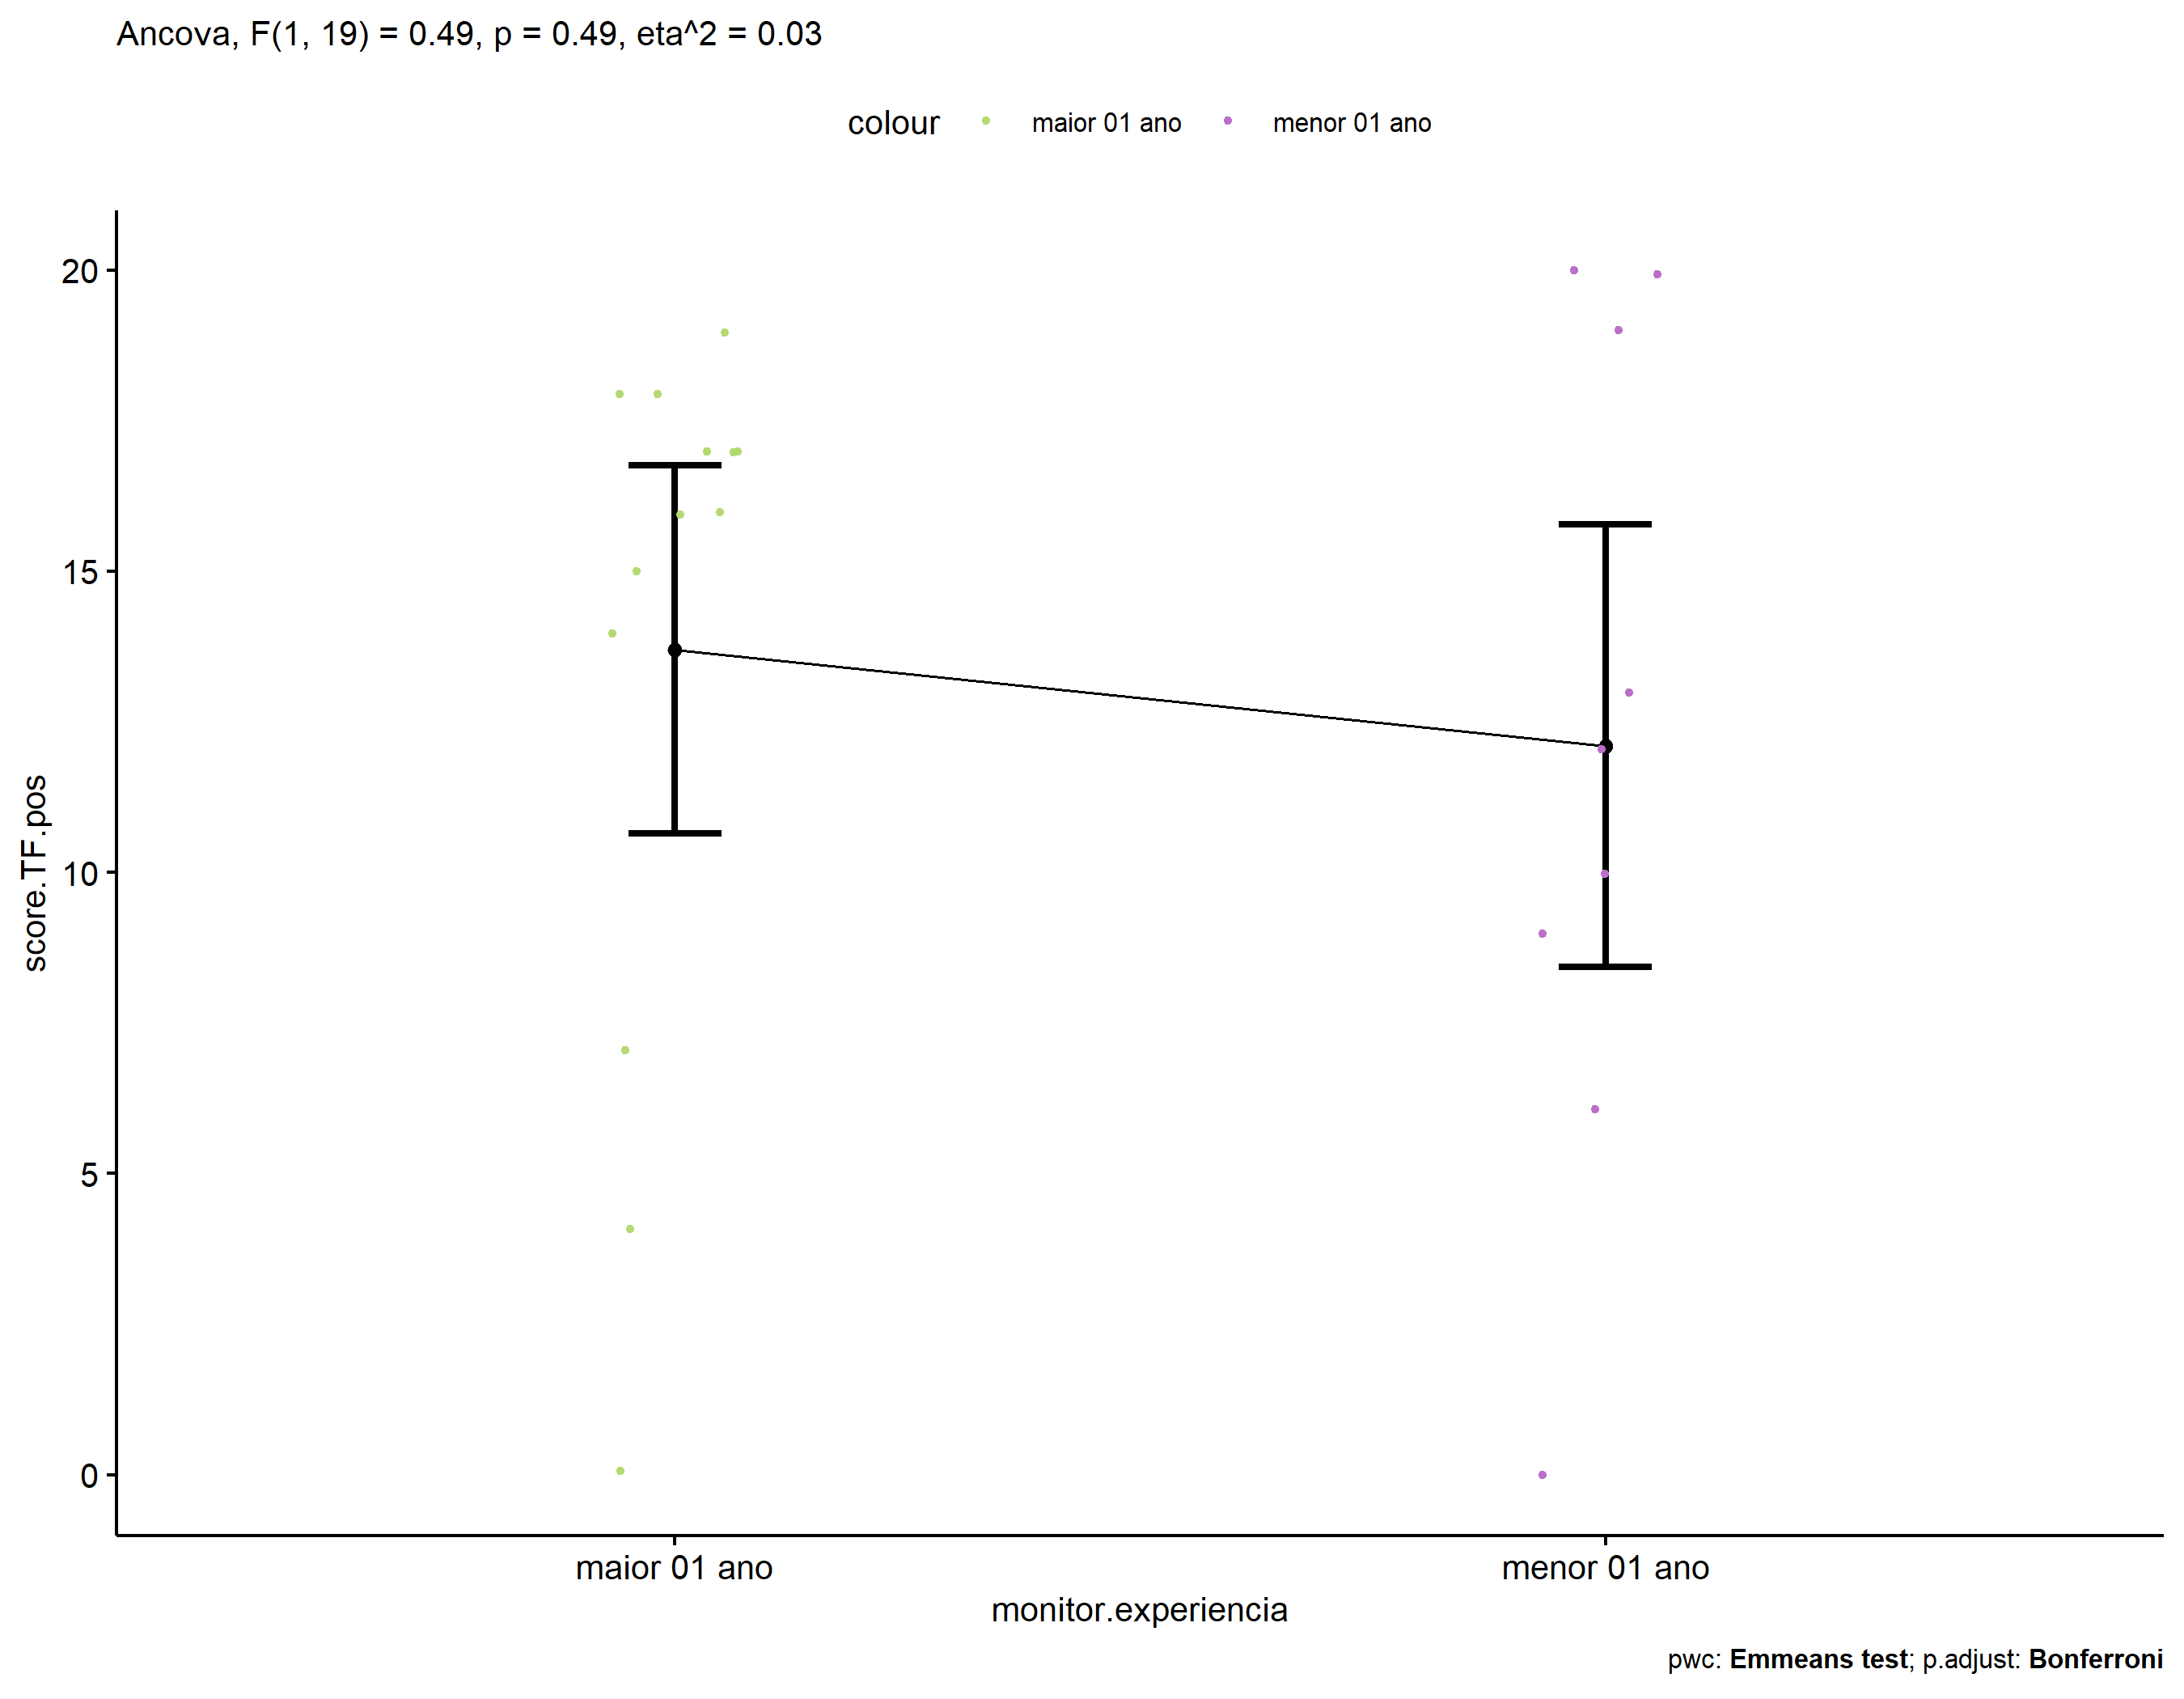 Ancova, F(1, 19) = 0.49, p = 0.49, eta^2 = 0.03
colour maior 01 ano menor 01 ano
20
15
10
5
0
score.TF.pos
maior 01 ano menor 01 ano
monitor.experiencia
pwc: Emmeans test; p.adjust: Bonferroni